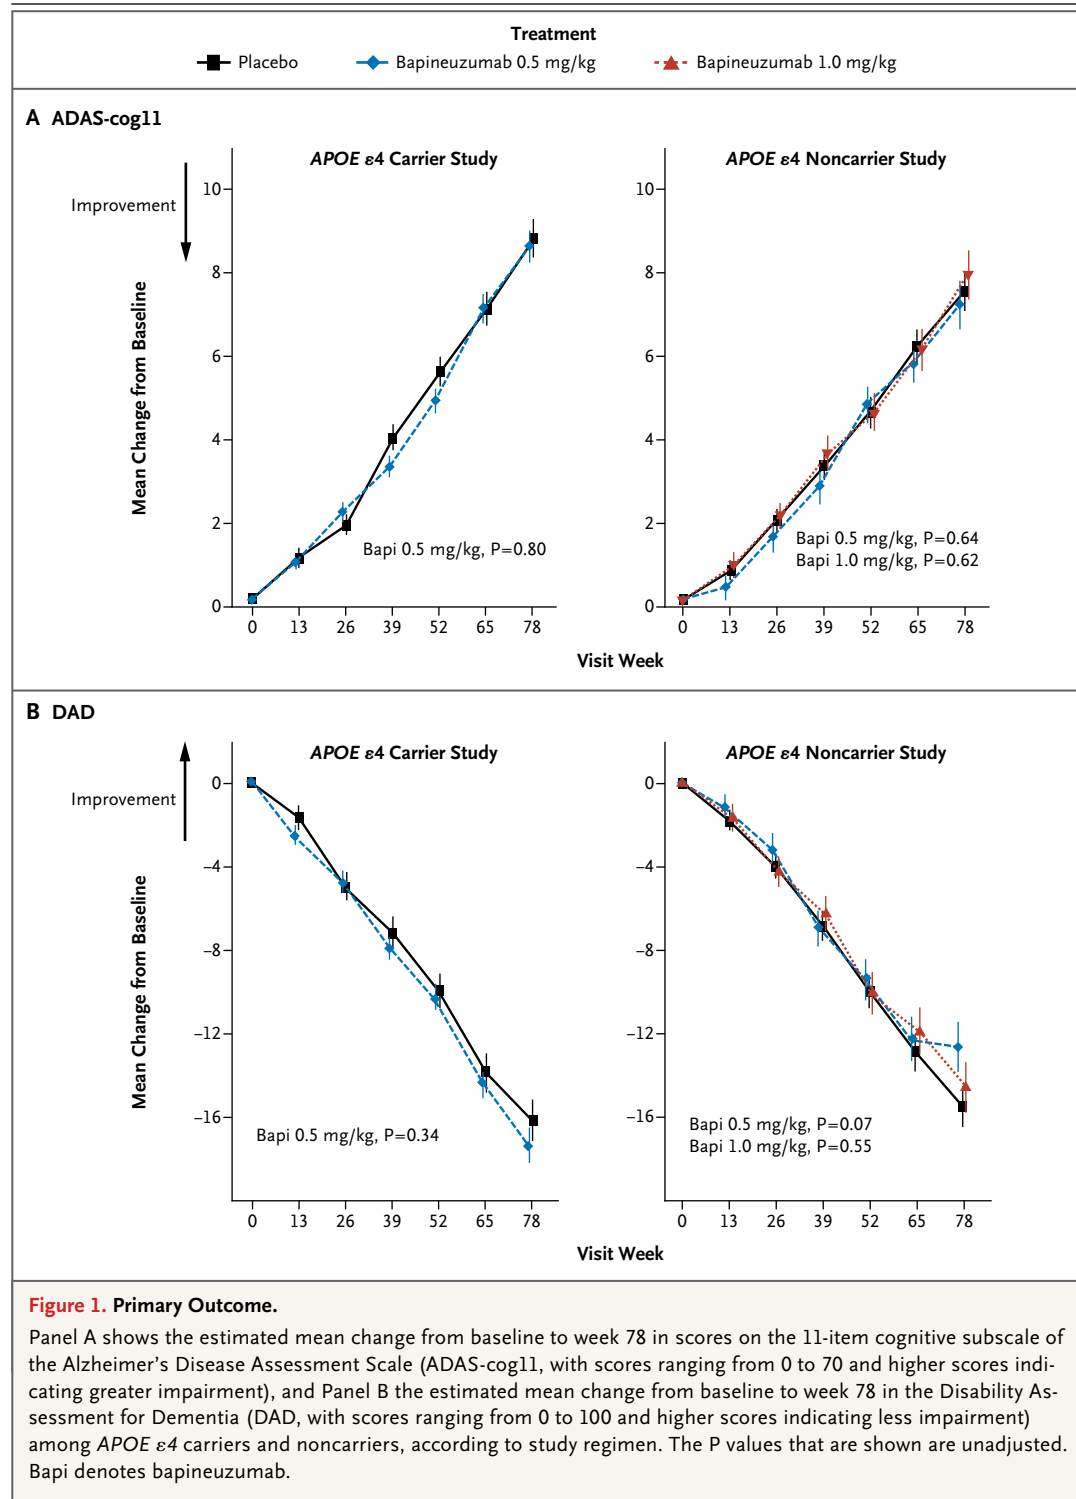 Treatment
Placebo Bapineuzumab 0.5 mg/kg Bapineuzumab 1.0 mg/kg
A ADAS-cog11
APOE ε4 Carrier Study
APOE ε4 Noncarrier Study
Improvement
Mean Change from Baseline
10
8
6
4
2
0
Bapi 0.5 mg/kg, P=0.80
0 13 26 39 52 65 78
10
8
6
4
2
0
Bapi 0.5 mg/kg, P=0.64
Bapi 1.0 mg/kg, P=0.62
0 13 26 39 52 65 78
Visit Week
B DAD
APOE ε4 Carrier Study
APOE ε4 Noncarrier Study
Improvement
Mean Change from Baseline
0
−4
−8
−12
−16
Bapi 0.5 mg/kg, P=0.34
0 13 26 39 52 65 78
0
−4
−8
−12
−16
Bapi 0.5 mg/kg, P=0.07
Bapi 1.0 mg/kg, P=0.55
0 13 26 39 52 65 78
Visit Week
Figure 1. Primary Outcome.
Panel A shows the estimated mean change from baseline to week 78 in scores on the 11-item cognitive subscale of
the Alzheimer's Disease Assessment Scale (ADAS-cog11, with scores ranging from 0 to 70 and higher scores indi-
cating greater impairment), and Panel B the estimated mean change from baseline to week 78 in the Disability As-
sessment for Dementia (DAD, with scores ranging from 0 to 100 and higher scores indicating less impairment)
among APOE ε4 carriers and noncarriers, according to study regimen. The P values that are shown are unadjusted.
Bapi denotes bapineuzumab.